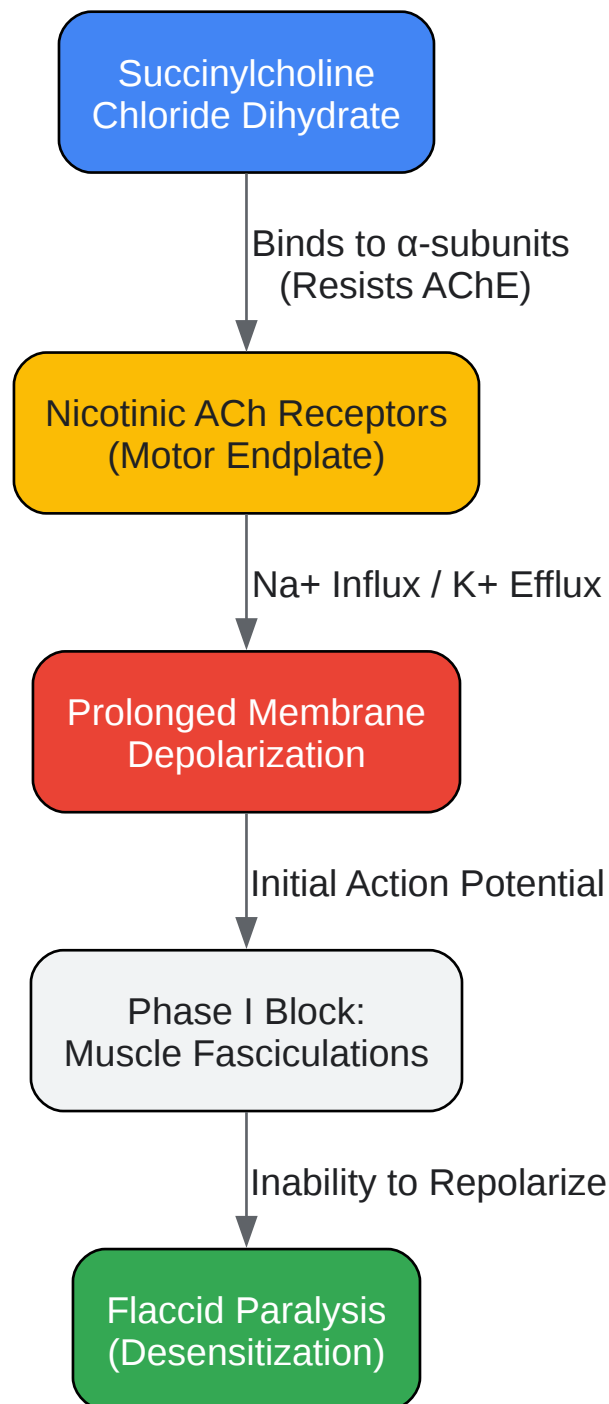 Succinylcholine
Chloride Dihydrate
Binds to α-subunits
(Resists AChE)
Nicotinic ACh Receptors
(Motor Endplate)
Na+ Influx / K+ Efflux
Prolonged Membrane
Depolarization
Initial Action Potential
Phase I Block:
Muscle Fasciculations
Inability to Repolarize
Flaccid Paralysis
(Desensitization)